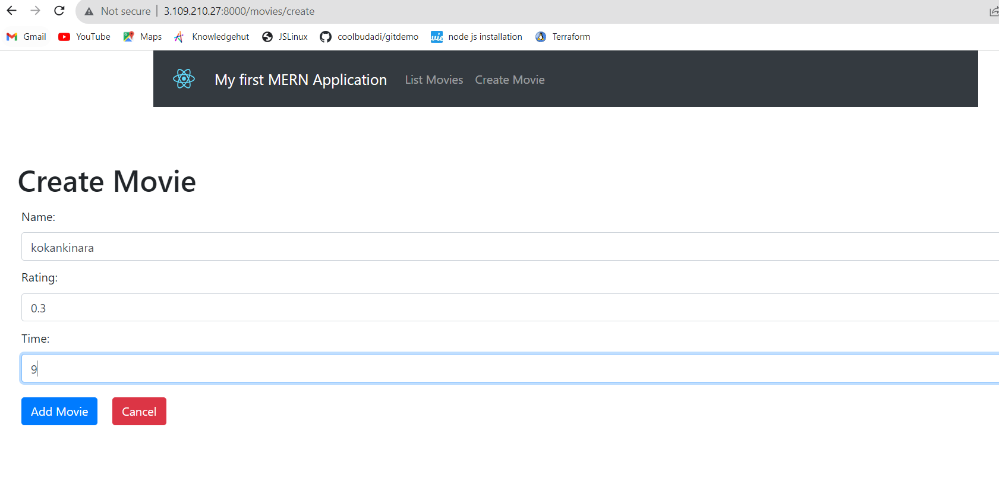 Not secure | 3.109.210.27:8000/movies/create
Gmail YouTube Maps Knowledgehut JSLinux coolbudadi/gitdemo node js installation Terraform
My first MERN Application List Movies Create Movie
Create Movie
Name:
kokankinara
Rating:
0.3
Time:
9
Add Movie Cancel